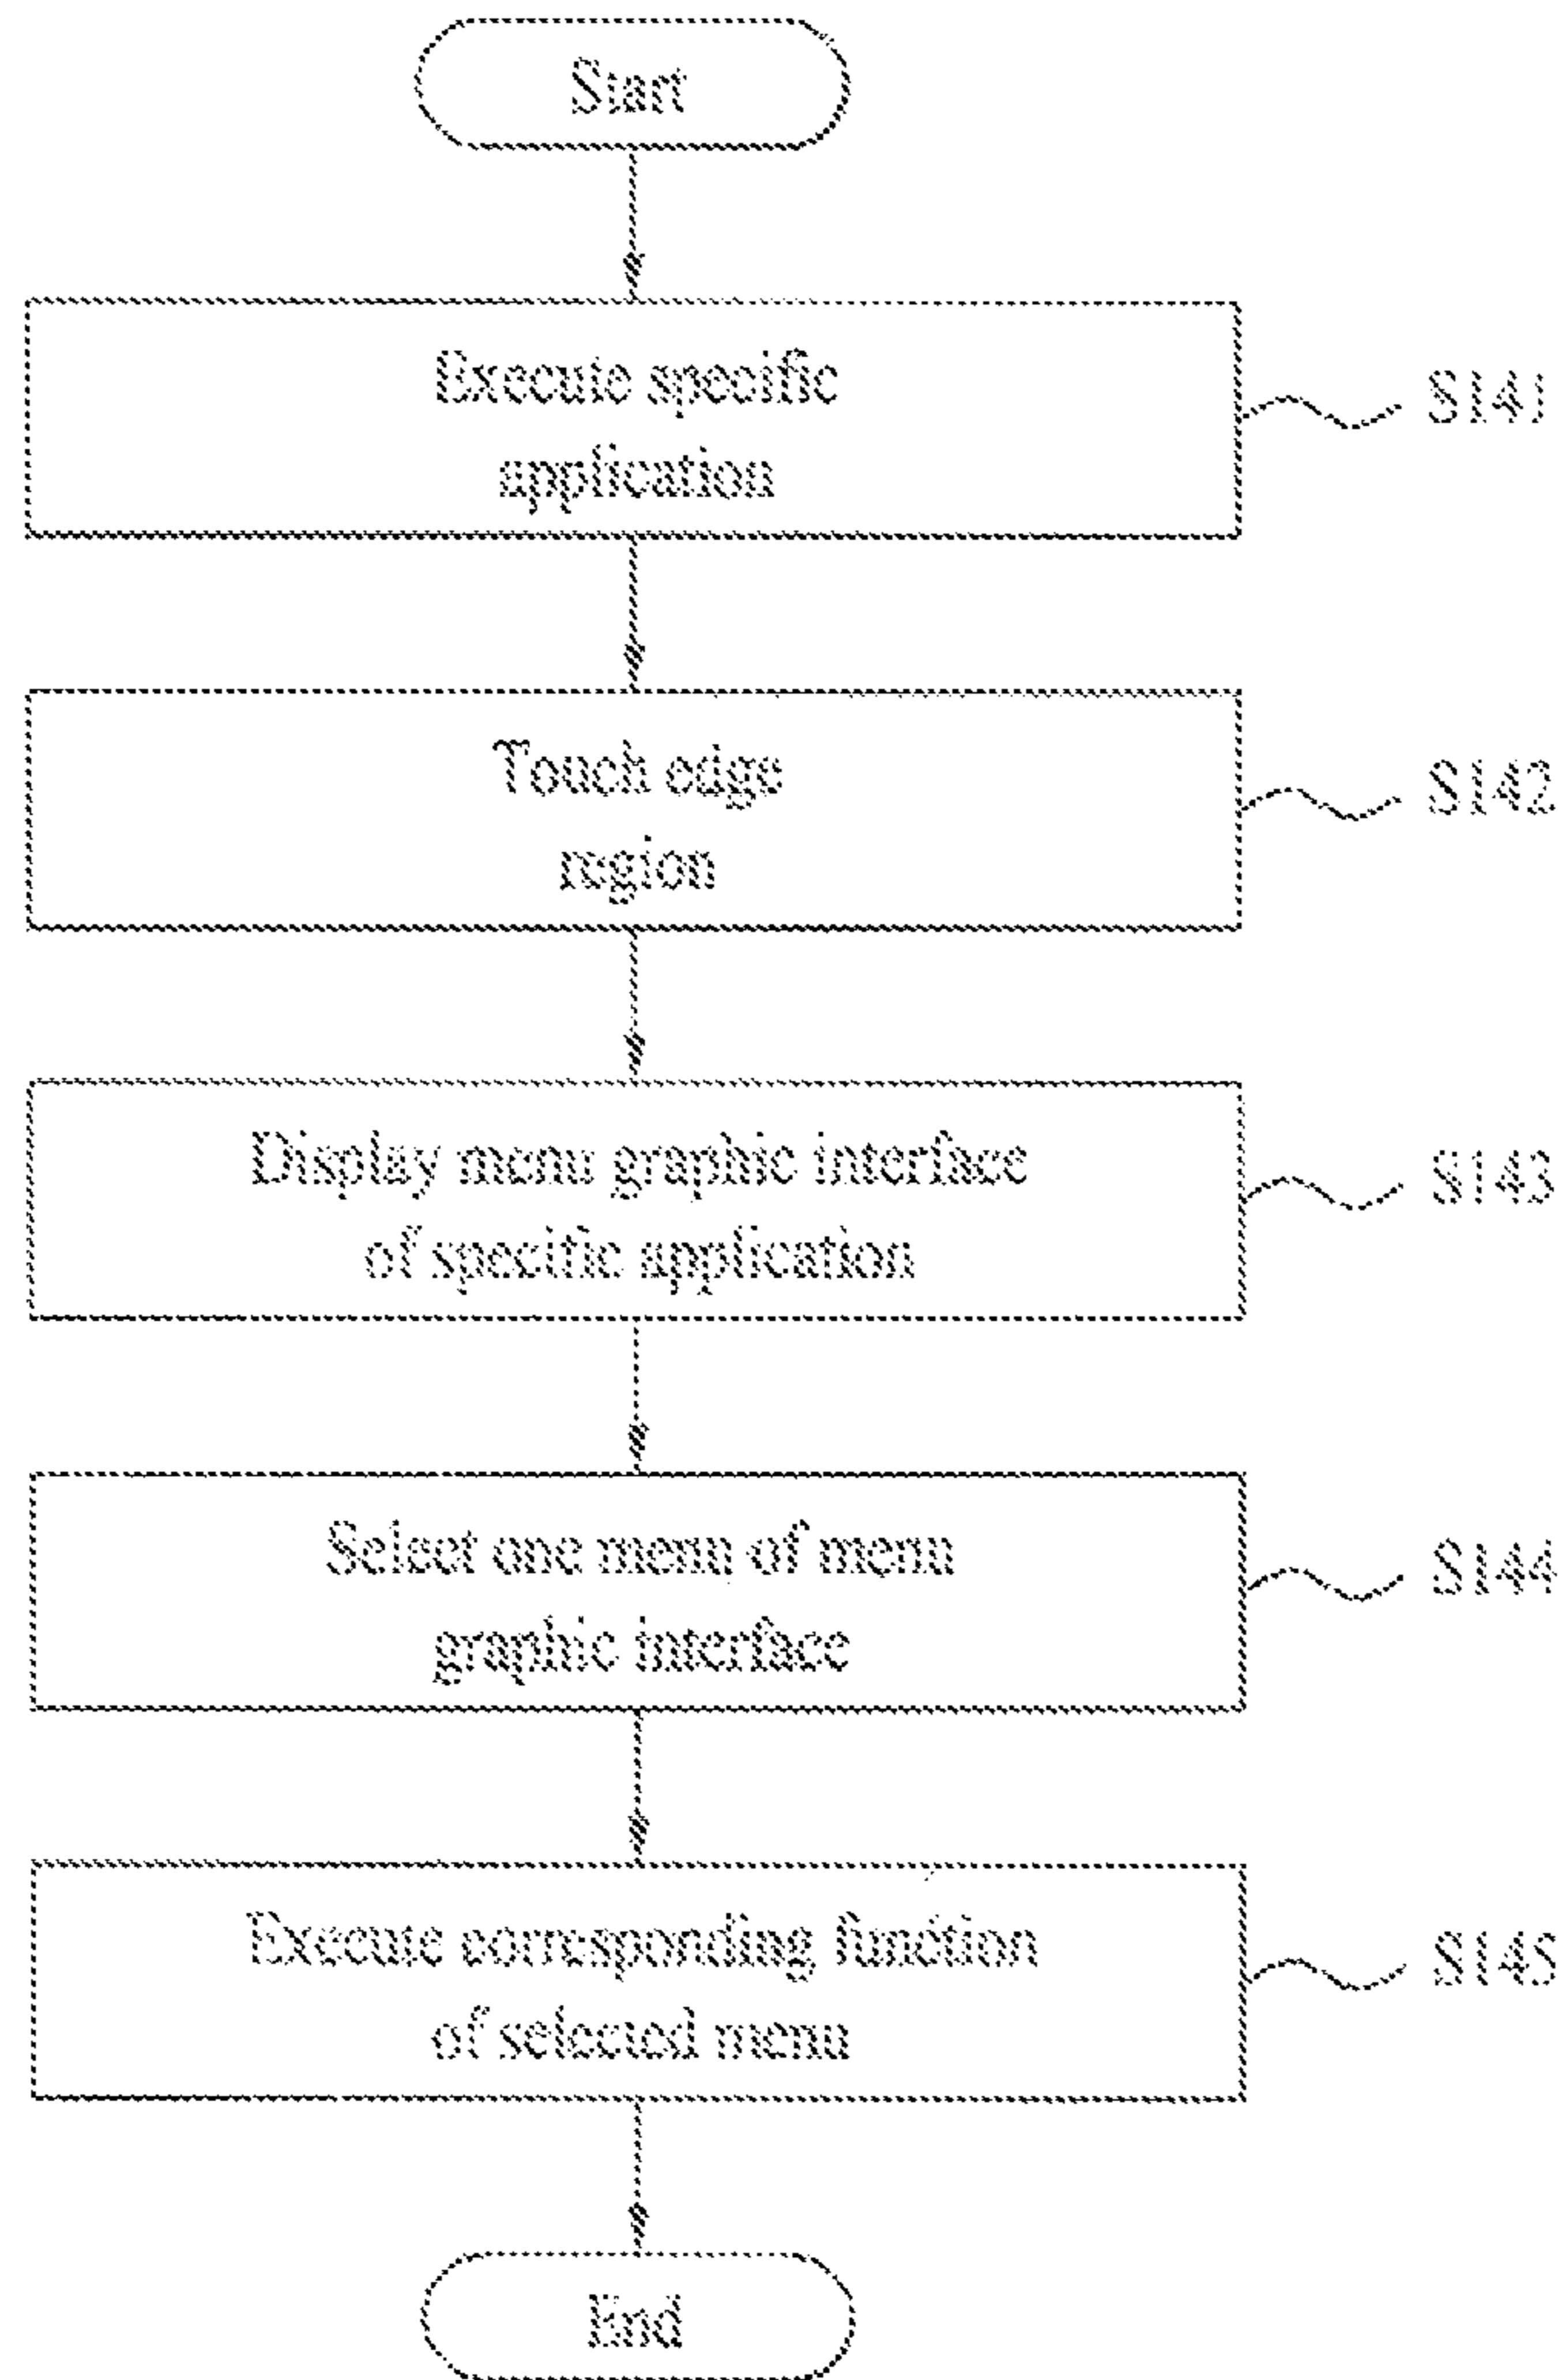 Start
Execute specific
application
S141
Touch edge
region
S142
Display menu graphic interface
of specific application
S143
Select one menu of menu
graphic interface
S144
Execute corresponding function
of selected menu
S145
End